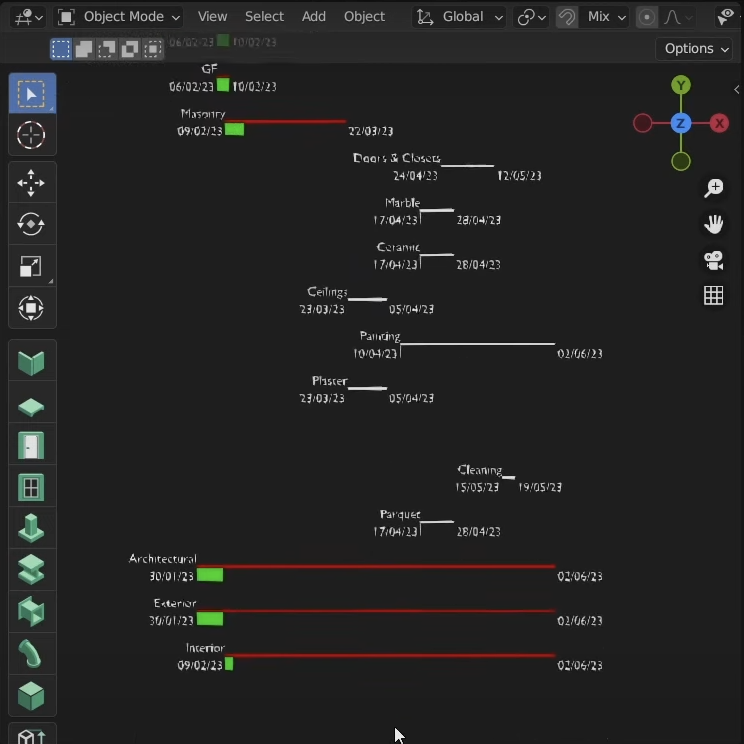 Object Mode View Select Add Object Global Mix
06/02/23 10/02/23
Options
GF
06/02/23 10/02/23
Y
Masonry
09/02/23 22/03/23
Z X
Doors & Closets
24/04/23 12/05/23
Marble
17/04/23 28/04/23
Ceramic
17/04/23 28/04/23
Ceilings
23/03/23 05/04/23
Painting
10/04/23 02/06/23
Plaster
23/03/23 05/04/23
Cleaning
15/05/23 19/05/23
Parquet
17/04/23 28/04/23
Architectural
30/01/23 02/06/23
Exterior
30/01/23 02/06/23
Interior
09/02/23 02/06/23